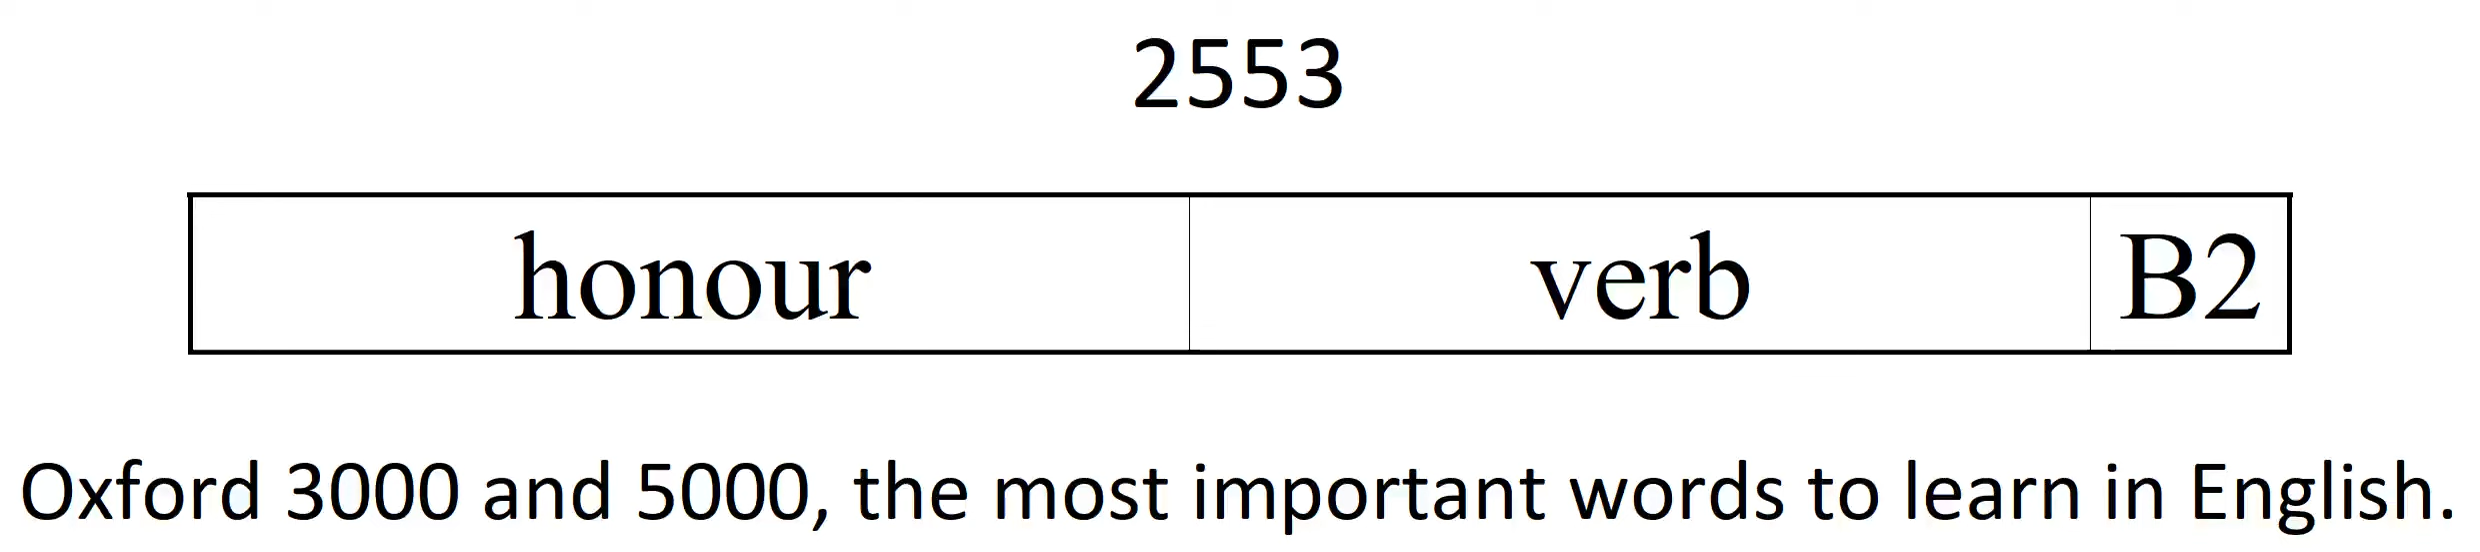 2553
honour verb B2
Oxford 3000 and 5000, the most important words to learn in English.